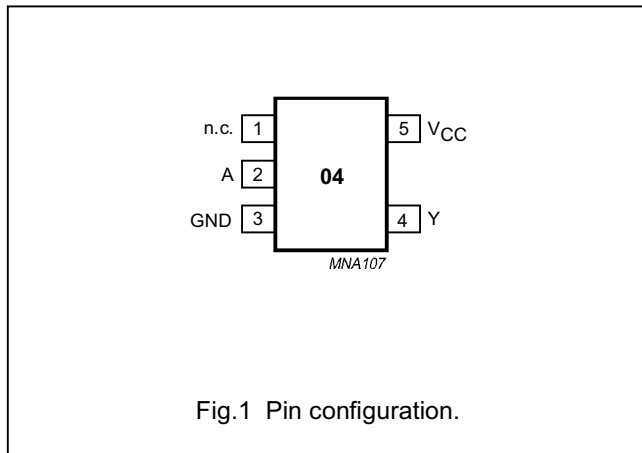 n.c. 1 5 VCC
A 2 04
GND 3 4 Y
MNA107
Fig.1 Pin configuration.